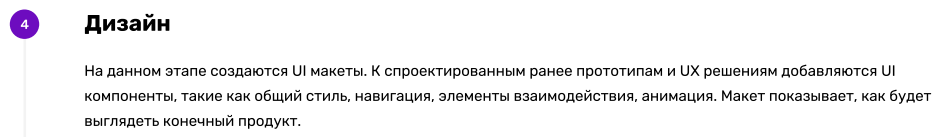 4
Дизайн
На данном этапе создаются UI макеты. К спроектированным ранее прототипам и UX решениям добавляются UI
компоненты, такие как общий стиль, навигация, элементы взаимодействия, анимация. Макет показывает, как будет
выглядеть конечный продукт.